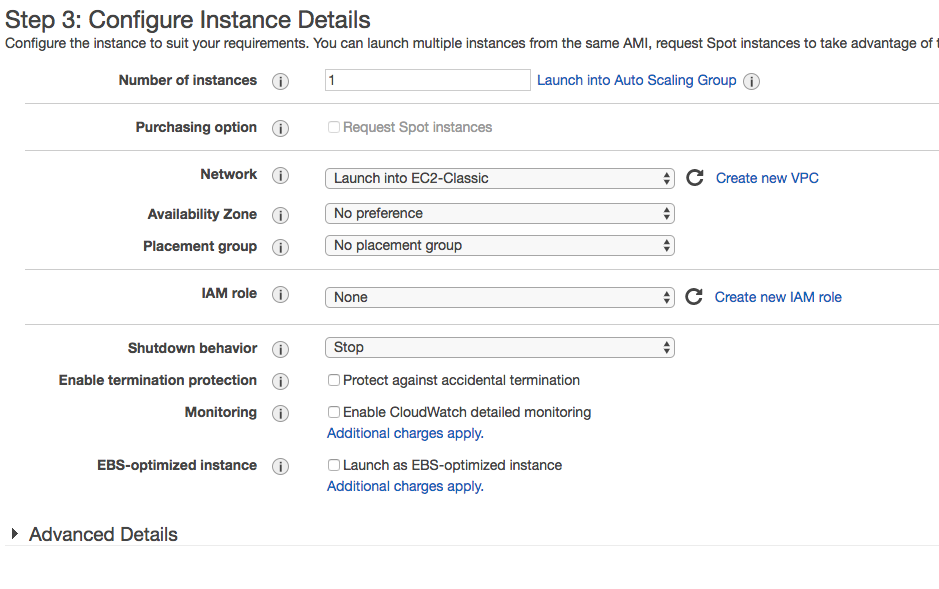 Step 3: Configure Instance Details
Configure the instance to suit your requirements. You can launch multiple instances from the same AMI, request Spot instances to take advantage of
Number of instances i 1 Launch into Auto Scaling Group i
Purchasing option i Request Spot instances
Network i Launch into EC2-Classic Create new VPC
Availability Zone i No preference
Placement group i No placement group
IAM role i None Create new IAM role
Shutdown behavior i Stop
Enable termination protection i Protect against accidental termination
Monitoring i Enable CloudWatch detailed monitoring
Additional charges apply.
EBS-optimized instance i Launch as EBS-optimized instance
Additional charges apply.
Advanced Details